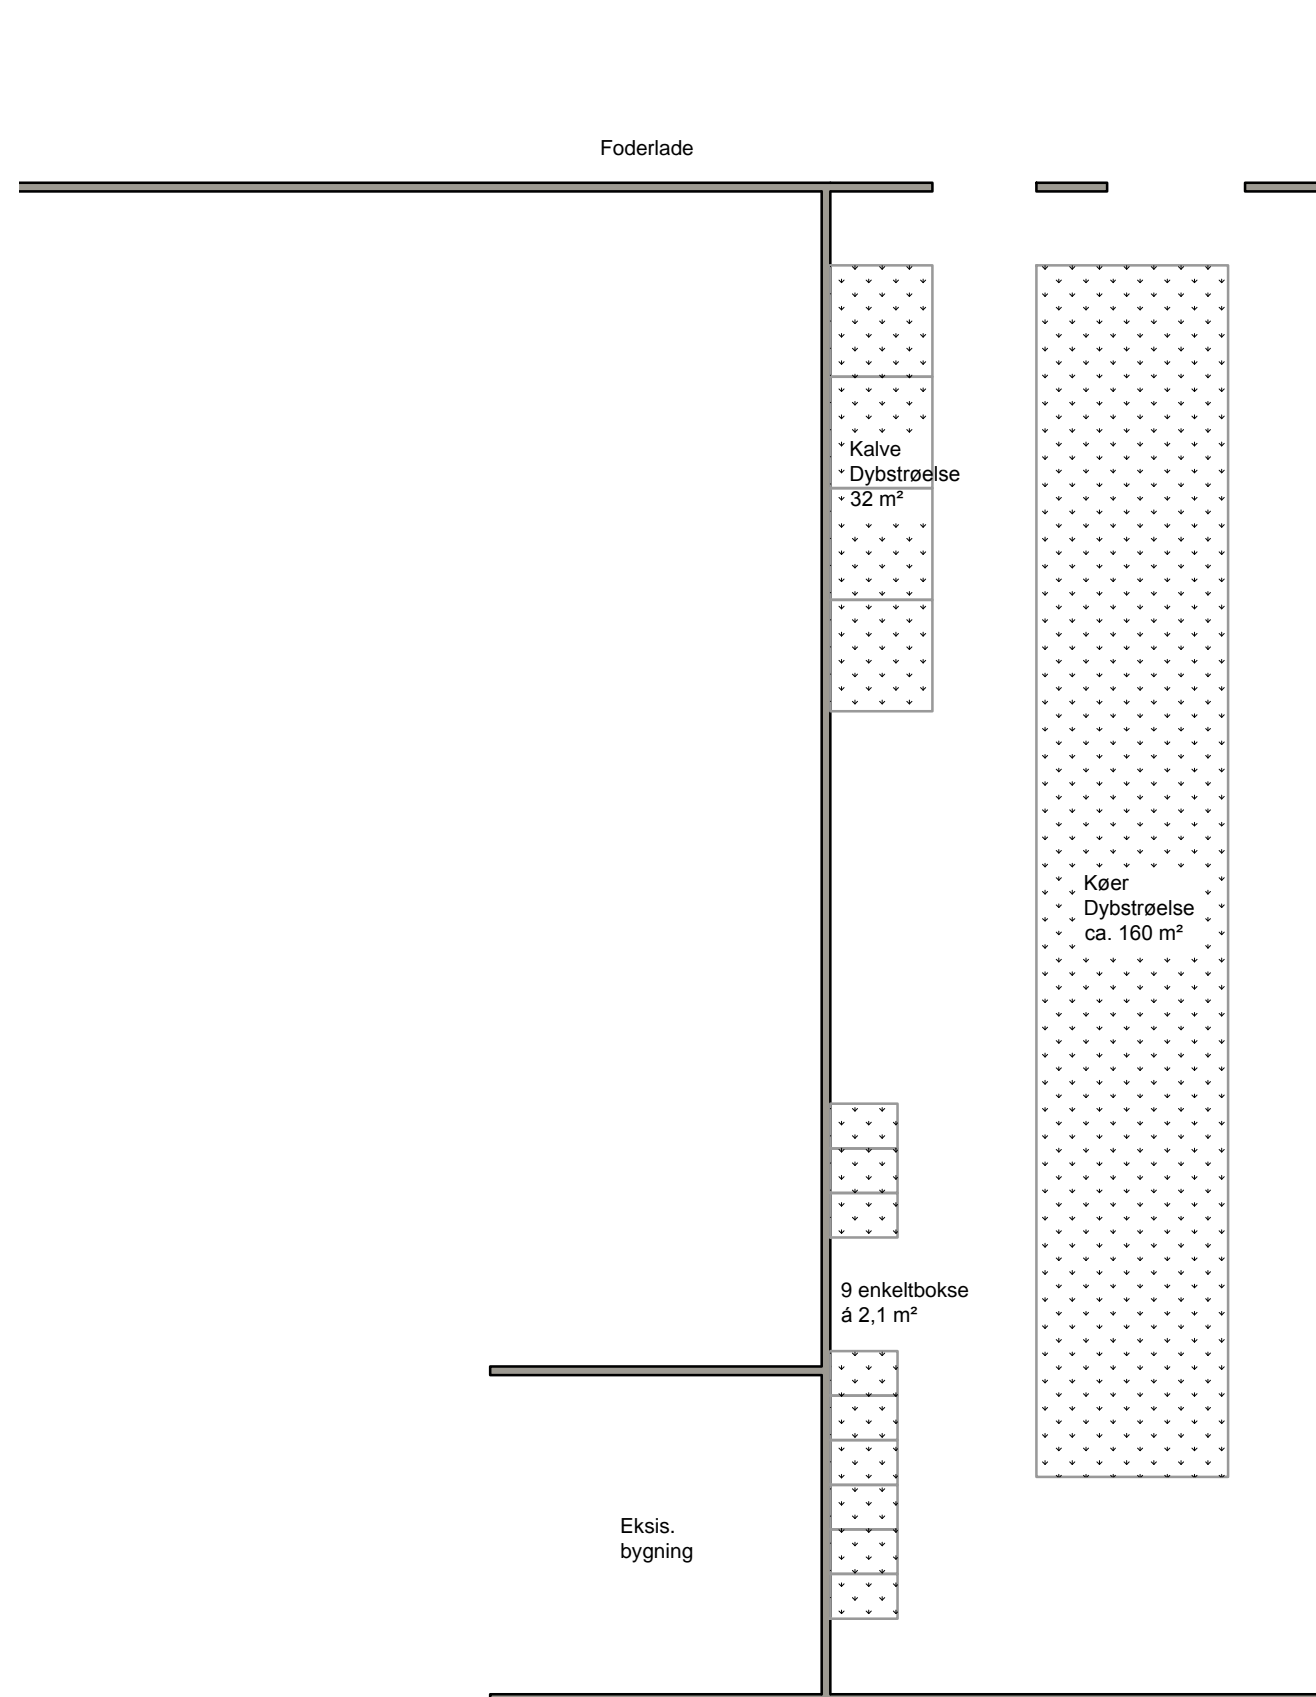 Foderlade
Kalve
Dybstrøelse
32 m²
Køer
Dybstrøelse
ca. 160 m²
9 enkeltbokse
á 2,1 m²
Eksis.
bygning